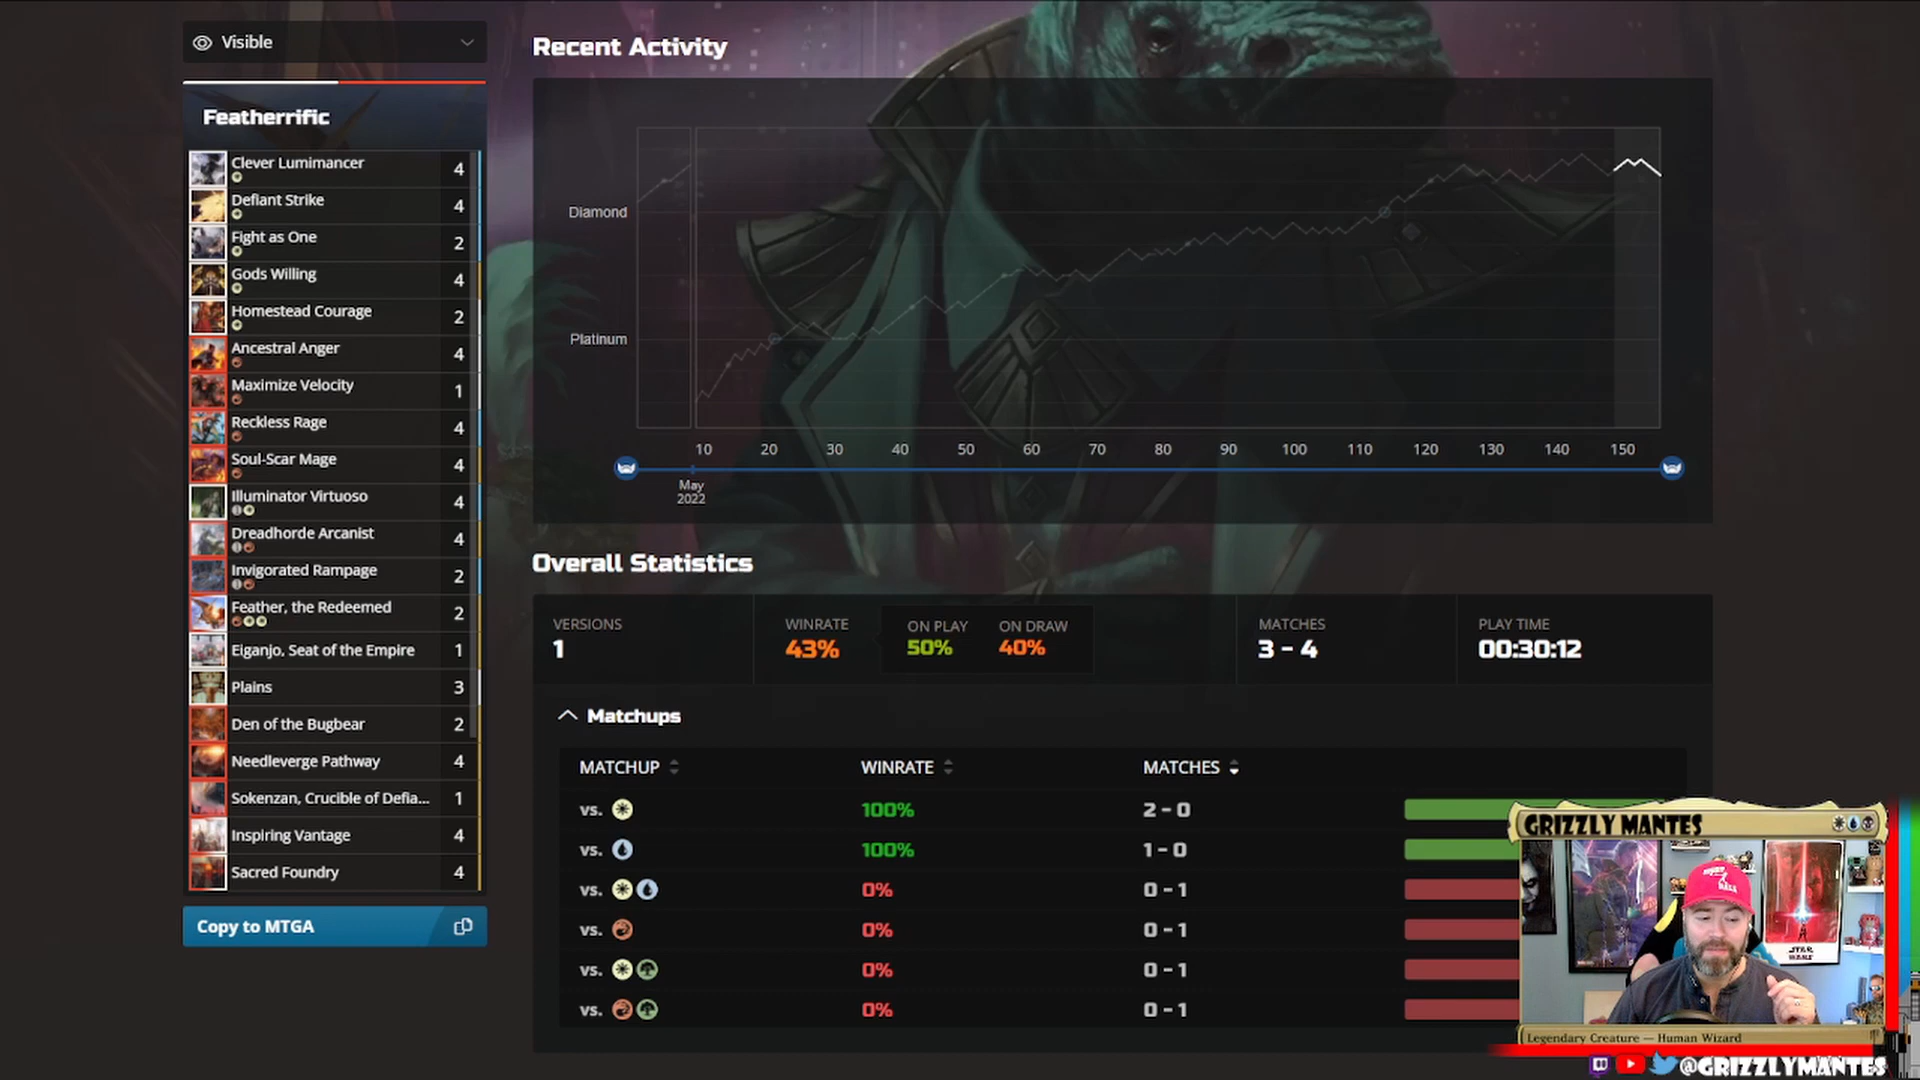 Visible
Featherrific
Clever Lumimancer 4
Defiant Strike 4
Fight as One 2
Gods Willing 4
Homestead Courage 2
Ancestral Anger 4
Maximize Velocity 1
Reckless Rage 4
Soul-Scar Mage 4
Illuminator Virtuoso 4
Dreadhorde Arcanist 4
Invigorated Rampage 2
Feather, the Redeemed 2
Eiganjo, Seat of the Empire 1
Plains 3
Den of the Bugbear 2
Needleverge Pathway 4
Sokenzan, Crucible of Defia... 1
Inspiring Vantage 4
Sacred Foundry 4
Copy to MTGA
Recent Activity
Diamond
Platinum
10 20 30 40 50 60 70 80 90 100 110 120 130 140 150
May
2022
Overall Statistics
VERSIONS
1
WINRATE
43%
ON PLAY
50%
ON DRAW
40%
MATCHES
3 - 4
PLAY TIME
00:30:12
Matchups
MATCHUP WINRATE MATCHES
vs. 100% 2 - 0
vs. 100% 1 - 0
vs. 0% 0 - 1
vs. 0% 0 - 1
vs. 0% 0 - 1
vs. 0% 0 - 1
GRIZZLY MANTES
STAR
WARS
Legendary Creature — Human Wizard
@GRIZZLYMANTES